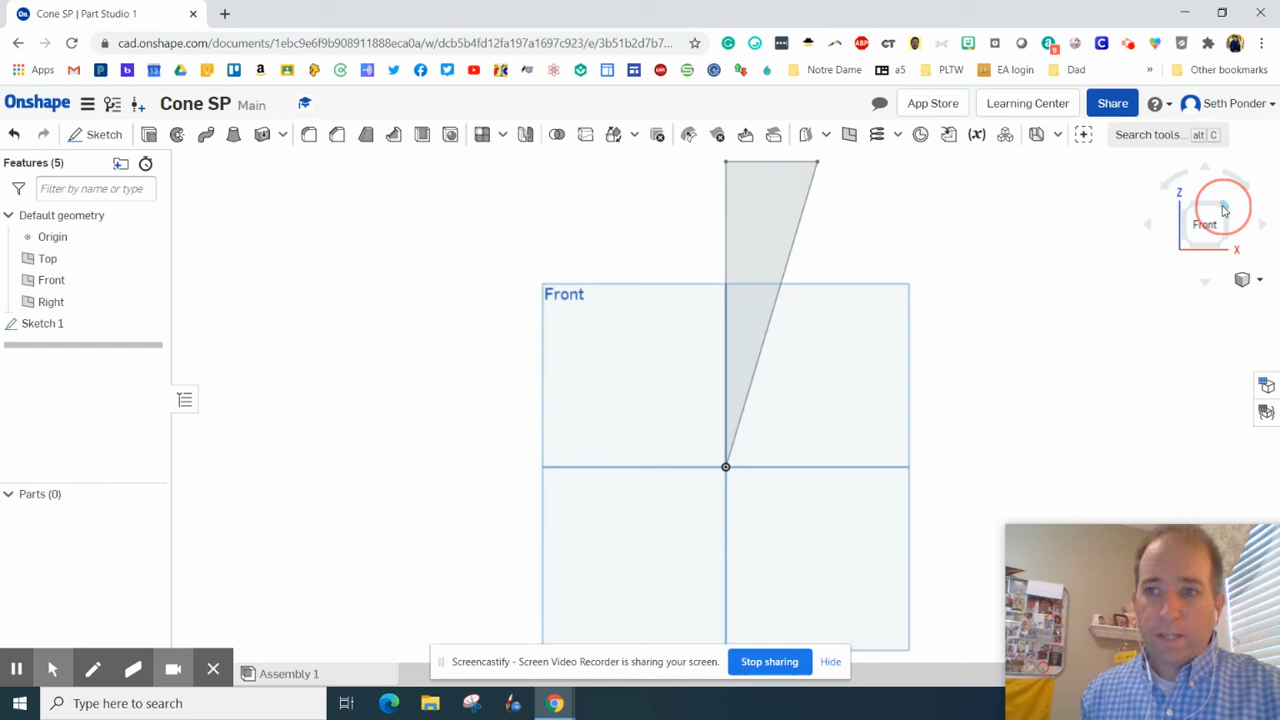 Cone SP | Part Studio 1
cad.onshape.com/documents/1ebc9e6f9b908f11888eca0a/w/dcb5b4fd12fa197a1697c923/e/3b51b2d7b7...
Apps
Notre Dame
a5
PLTW
EA login
Dad
»
Other bookmarks
Onshape
Cone SP Main
App Store
Learning Center
Share
Seth Ponder
Sketch
(x)
Search tools... alt C
Features (5)
Filter by name or type
Default geometry
Origin
Top
Front
Right
Sketch 1
Parts (0)
Front
Z
Front
X
Screencastify - Screen Video Recorder is sharing your screen.
Stop sharing
Hide
Assembly 1
Type here to search